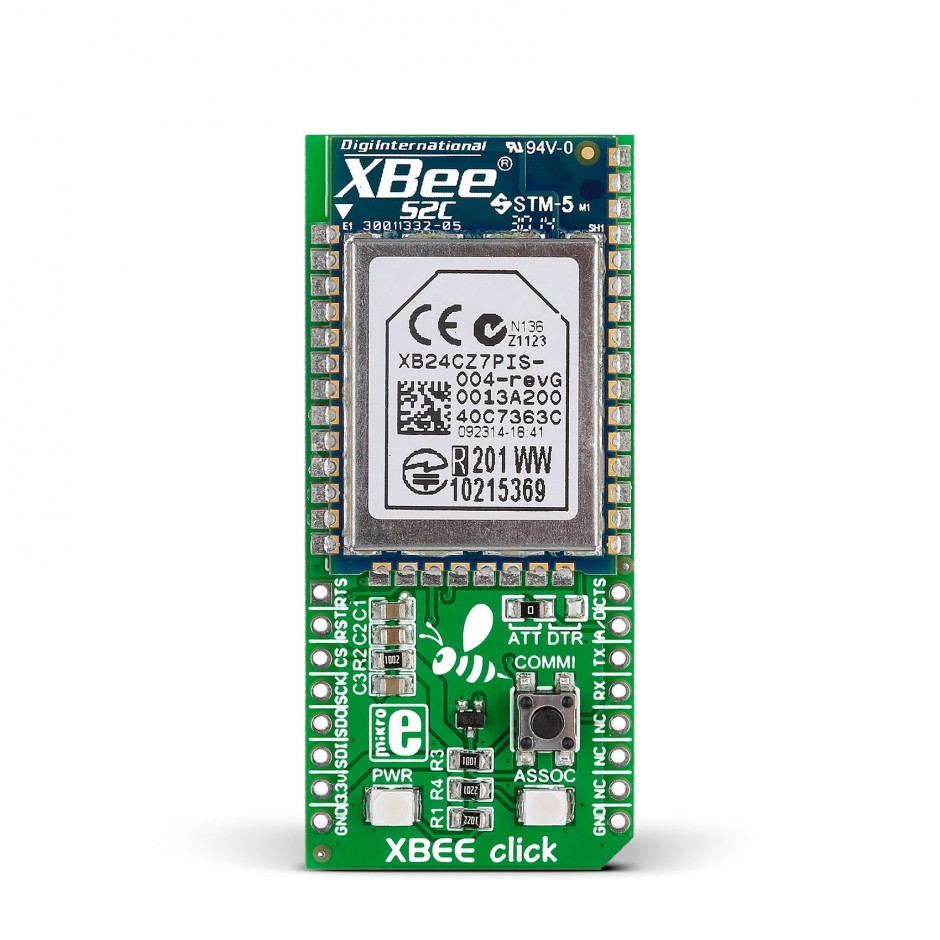 DigiInternational
94V-0
XBee®
S2C
STM-5 M1
E1 30011332-05
3014
SH1
CE
N136
Z1123
XB24CZ7PIS-
004-revG
0013A200
40C7363C
092314-18:41
R 201 WW
10215369
RTS
RST
CS
SCK
SDO
SDI
3.3v
GND
C1
C2
R2
C3
1002
0
ATT DTR
A/D
CTS
TX
RX
NC
NC
NC
GND
COMMI
mikro
e
PWR
R3
R4
R1
1001
1022
2201
ASSOC
XBEE click